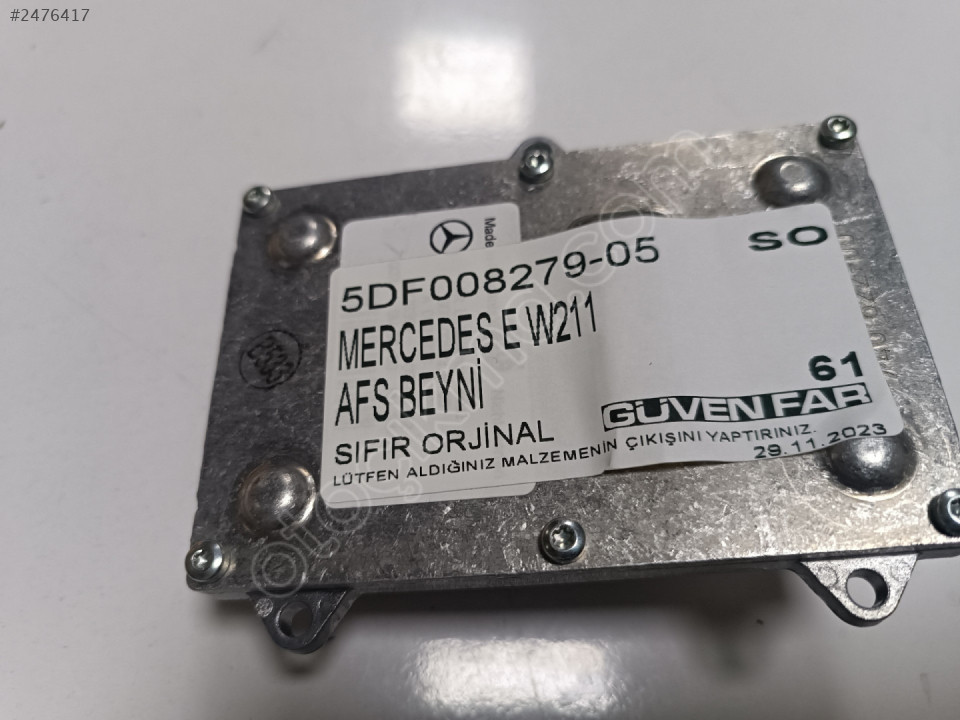 #2476417
Made
5DF008279-05
SO
MERCEDES E W211
AFS BEYNİ
61
GÜVEN FAR
SIFIR ORJİNAL
LÜTFEN ALDIĞINIZ MALZEMENİN ÇIKIŞINI YAPTIRINIZ.
29.11.2023